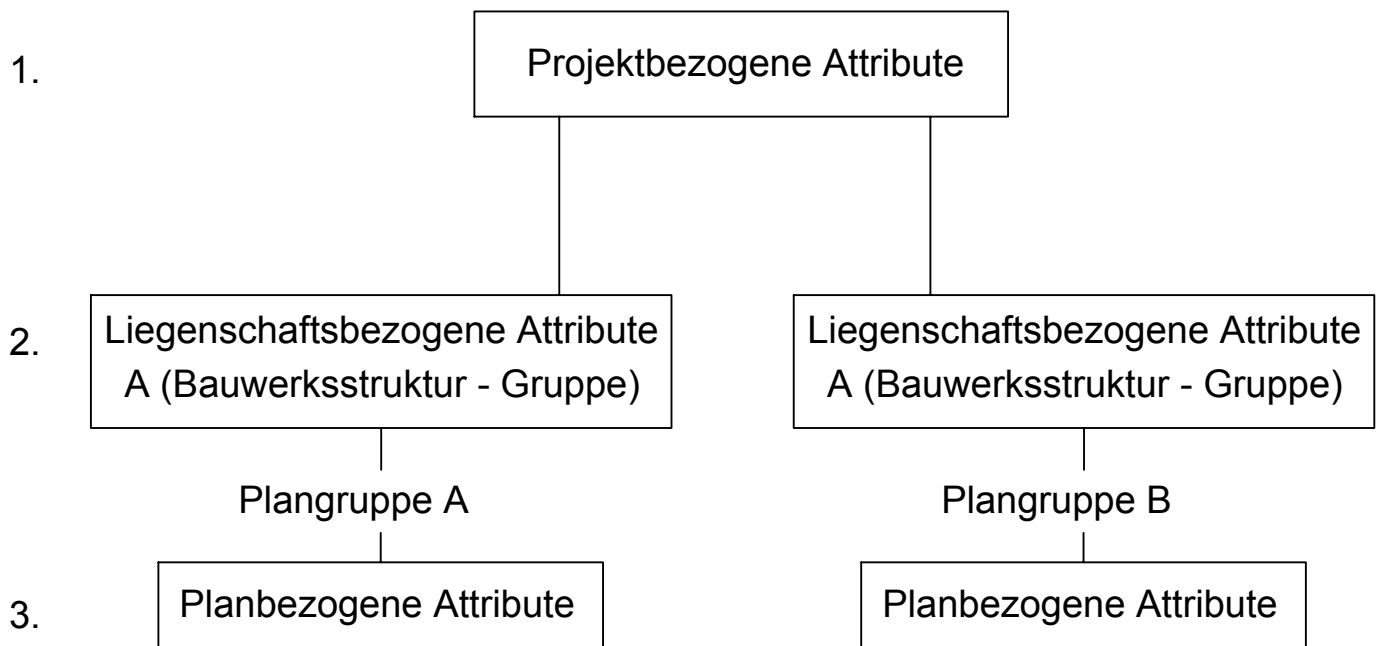 1.
Projektbezogene Attribute
2.
Liegenschaftsbezogene Attribute
A (Bauwerksstruktur - Gruppe)
Liegenschaftsbezogene Attribute
A (Bauwerksstruktur - Gruppe)
Plangruppe A
Plangruppe B
3.
Planbezogene Attribute
Planbezogene Attribute